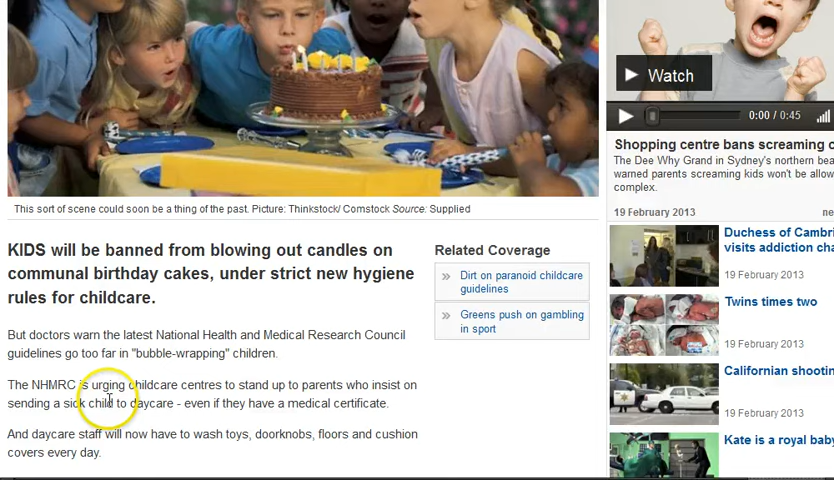 This sort of scene could soon be a thing of the past. Picture: Thinkstock/ Comstock Source: Supplied
KIDS will be banned from blowing out candles on
communal birthday cakes, under strict new hygiene
rules for childcare.
But doctors warn the latest National Health and Medical Research Council
guidelines go too far in "bubble-wrapping" children.
The NHMRC is urging childcare centres to stand up to parents who insist on
sending a sick child to daycare - even if they have a medical certificate.
And daycare staff will now have to wash toys, doorknobs, floors and cushion
covers every day.
Related Coverage
» Dirt on paranoid childcare
guidelines
» Greens push on gambling
in sport
Watch
0:00 / 0:45
Shopping centre bans screaming
The Dee Why Grand in Sydney's northern
warned parents screaming kids won't be
complex.
19 February 2013
Duchess of
visits addiction
19 February 2013
Twins times two
19 February 2013
Californian
19 February 2013
Kate is a royal